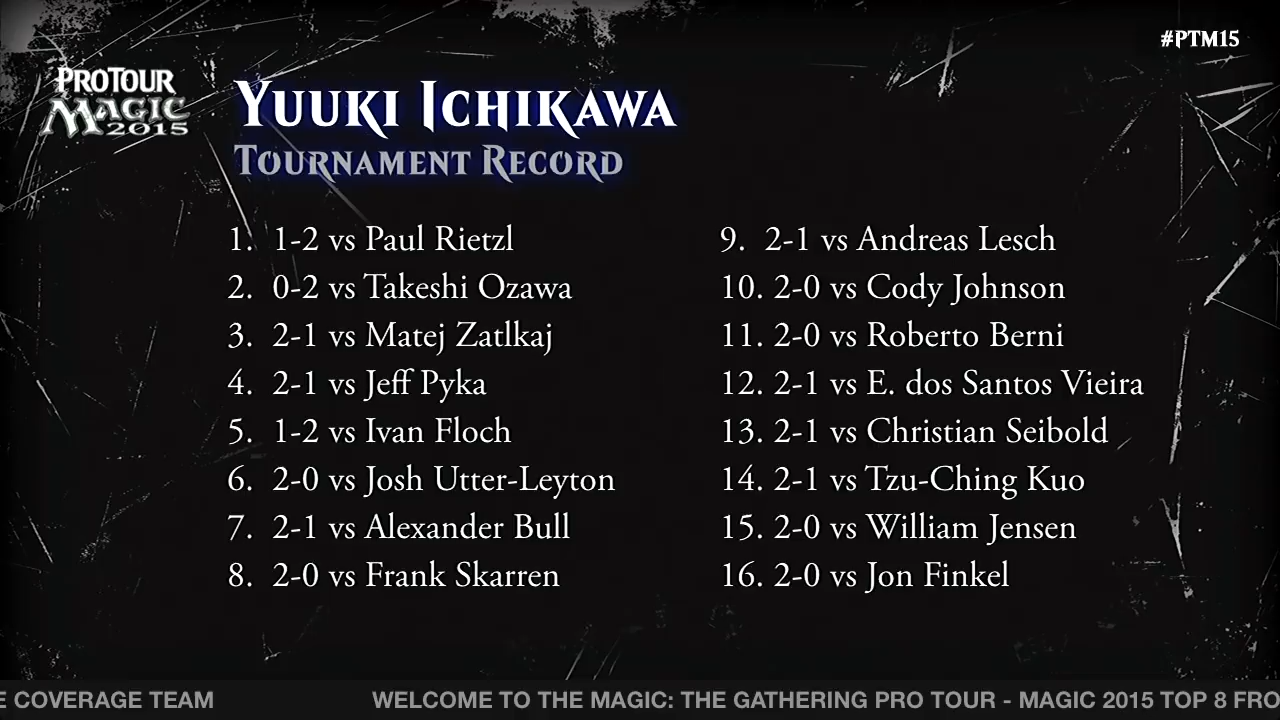 #PTM15
PROTOUR
MAGIC
2015
YUUKI ICHIKAWA
TOURNAMENT RECORD
1. 1-2 vs Paul Rietzl
2. 0-2 vs Takeshi Ozawa
3. 2-1 vs Matej Zatlkaj
4. 2-1 vs Jeff Pyka
5. 1-2 vs Ivan Floch
6. 2-0 vs Josh Utter-Leyton
7. 2-1 vs Alexander Bull
8. 2-0 vs Frank Skarren
9. 2-1 vs Andreas Lesch
10. 2-0 vs Cody Johnson
11. 2-0 vs Roberto Berni
12. 2-1 vs E. dos Santos Vieira
13. 2-1 vs Christian Seibold
14. 2-1 vs Tzu-Ching Kuo
15. 2-0 vs William Jensen
16. 2-0 vs Jon Finkel
E COVERAGE TEAM WELCOME TO THE MAGIC: THE GATHERING PRO TOUR - MAGIC 2015 TOP 8 FRO